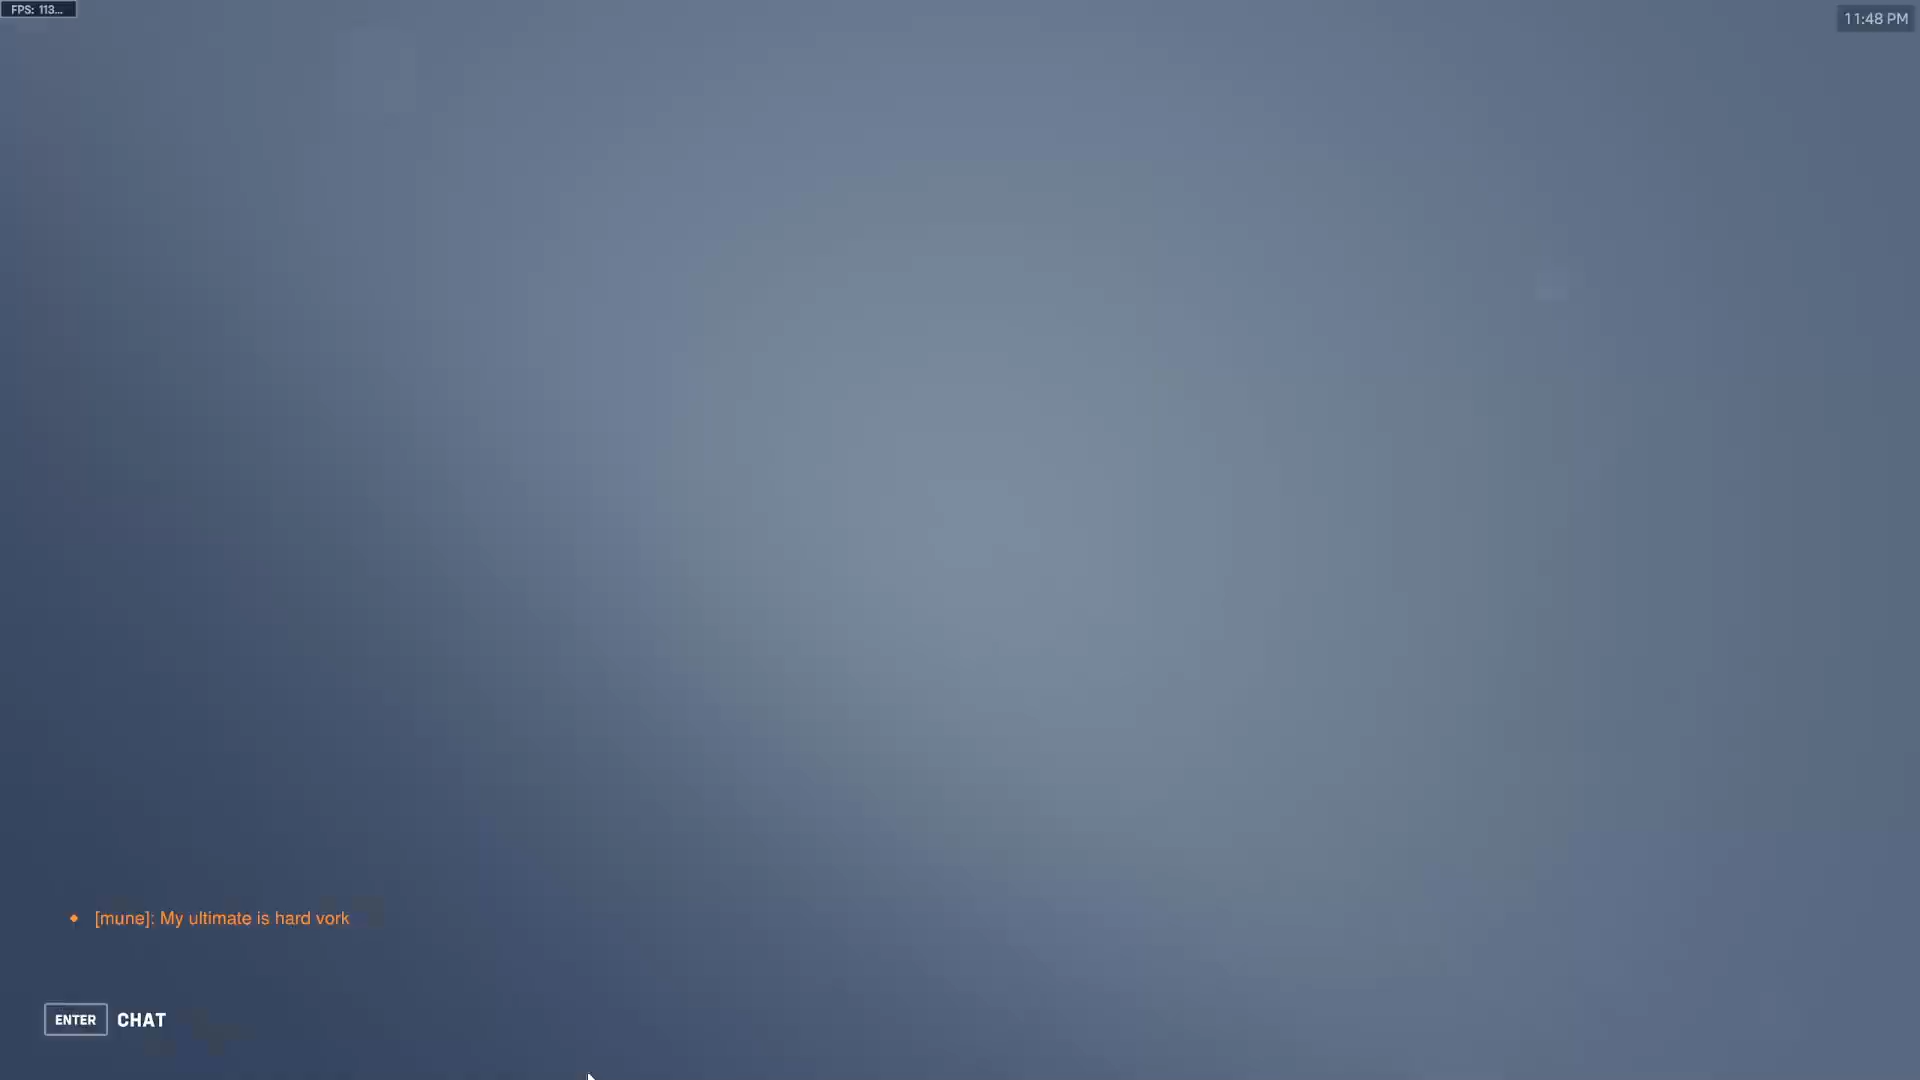 FPS: 113...
11:48 PM
[mune]: My ultimate is hard vork
ENTER CHAT